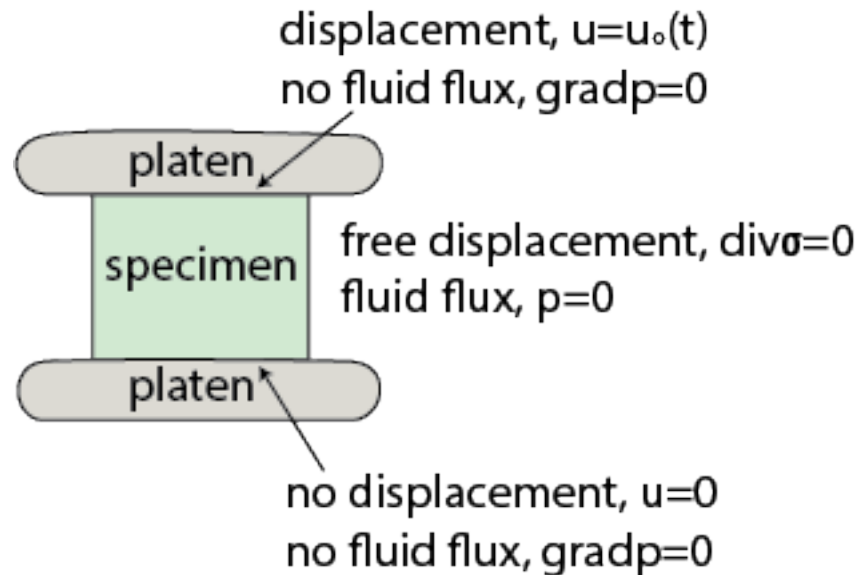 displacement, u=u₀(t)
no fluid flux, gradp=0
platen
specimen
free displacement, divσ=0
fluid flux, p=0
platen
no displacement, u=0
no fluid flux, gradp=0